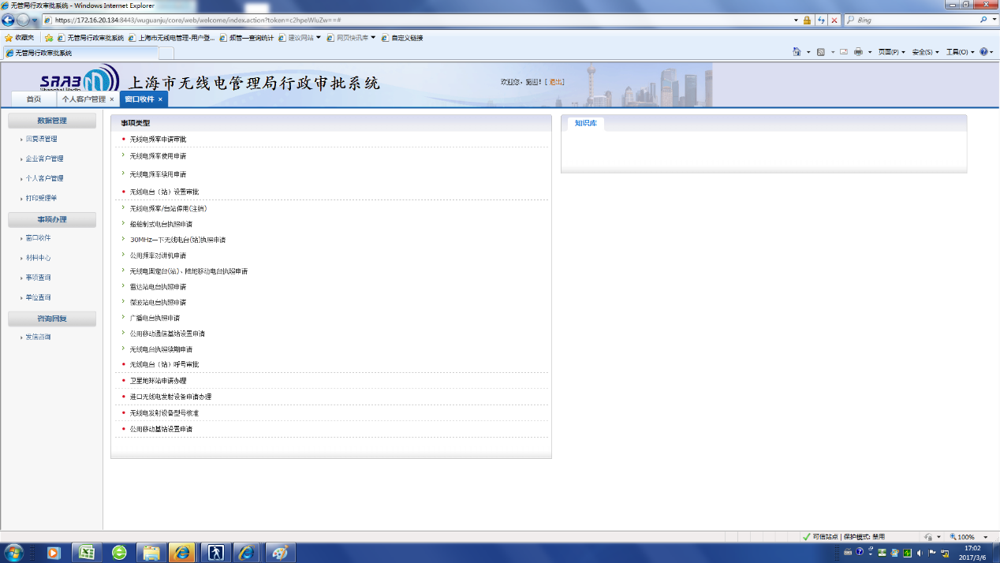 无管局行政审批系统 - Windows Internet Explorer
https://172.16.20.134:8443/wuguanju/core/web/welcome/index.action?token=c2hpeWluZw==#
Bing
收藏夹 无管局行政审批系统 上海市无线电管理-用户登... 频管—查询统计 建议网站 网页快讯库 自定义链接
无管局行政审批系统
页面(P) 安全(S) 工具(O)
SRAB
Shanghai Radio
上海市无线电管理局行政审批系统
欢迎您，施迎！[ 退出]
首页 个人客户管理 × 窗口收件 ×
数据管理
回复语管理
企业客户管理
个人客户管理
打印受理单
事项办理
窗口收件
材料中心
事项查询
单位查询
咨询回复
发信咨询
事项类型
无线电频率申请审批
无线电频率使用申请
无线电频率续用申请
无线电台（站）设置审批
无线电频率/台站停用(注销)
船舶制式电台执照申请
30MHz一下无线电台(站)执照申请
公用频率对讲机申请
无线电固定台(站)、陆地移动电台执照申请
雷达站电台执照申请
微波站电台执照申请
广播电台执照申请
公用移动通信基站设置申请
无线电台执照续期申请
无线电台（站）呼号审批
卫星地球站申请办理
进口无线电发射设备申请办理
无线电发射设备型号核准
公用移动基站设置申请
知识库
可信站点 | 保护模式: 禁用
100%
17:02
2017/3/6